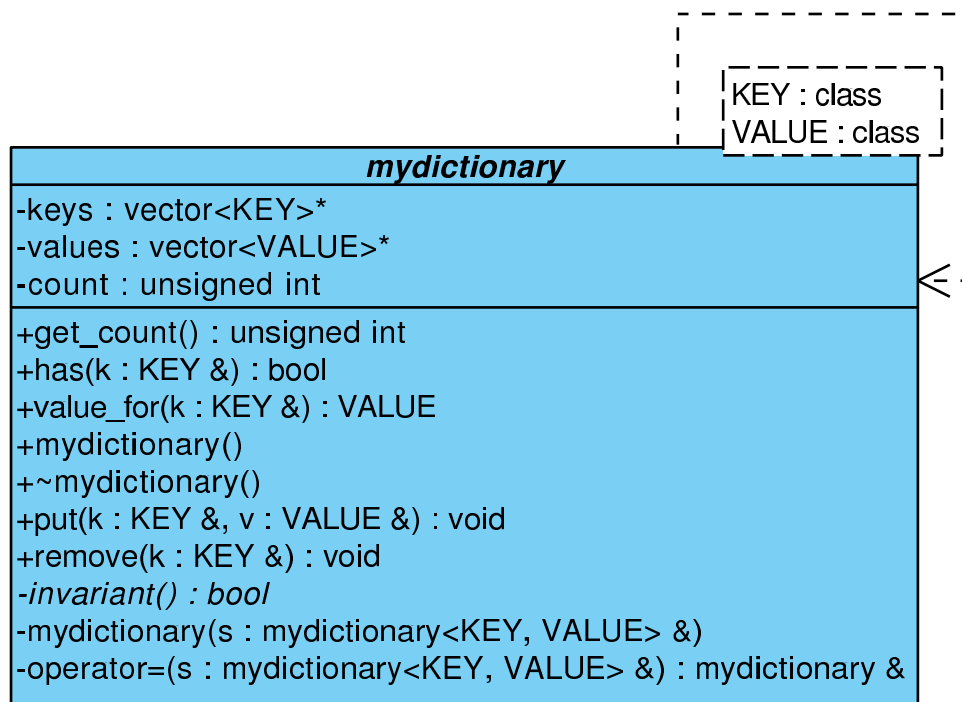 KEY : class
VALUE : class
mydictionary
-keys : vector<KEY>*
-values : vector<VALUE>*
-count : unsigned int
+get_count() : unsigned int
+has(k : KEY &) : bool
+value_for(k : KEY &) : VALUE
+mydictionary()
+~mydictionary()
+put(k : KEY &, v : VALUE &) : void
+remove(k : KEY &) : void
-invariant() : bool
-mydictionary(s : mydictionary<KEY, VALUE> &)
-operator=(s : mydictionary<KEY, VALUE> &) : mydictionary &